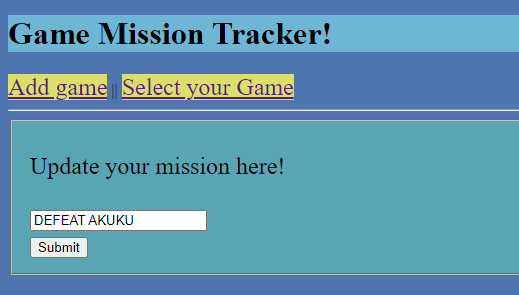 Game Mission Tracker!
Add game || Select your Game
Update your mission here!
DEFEAT AKUKU
Submit